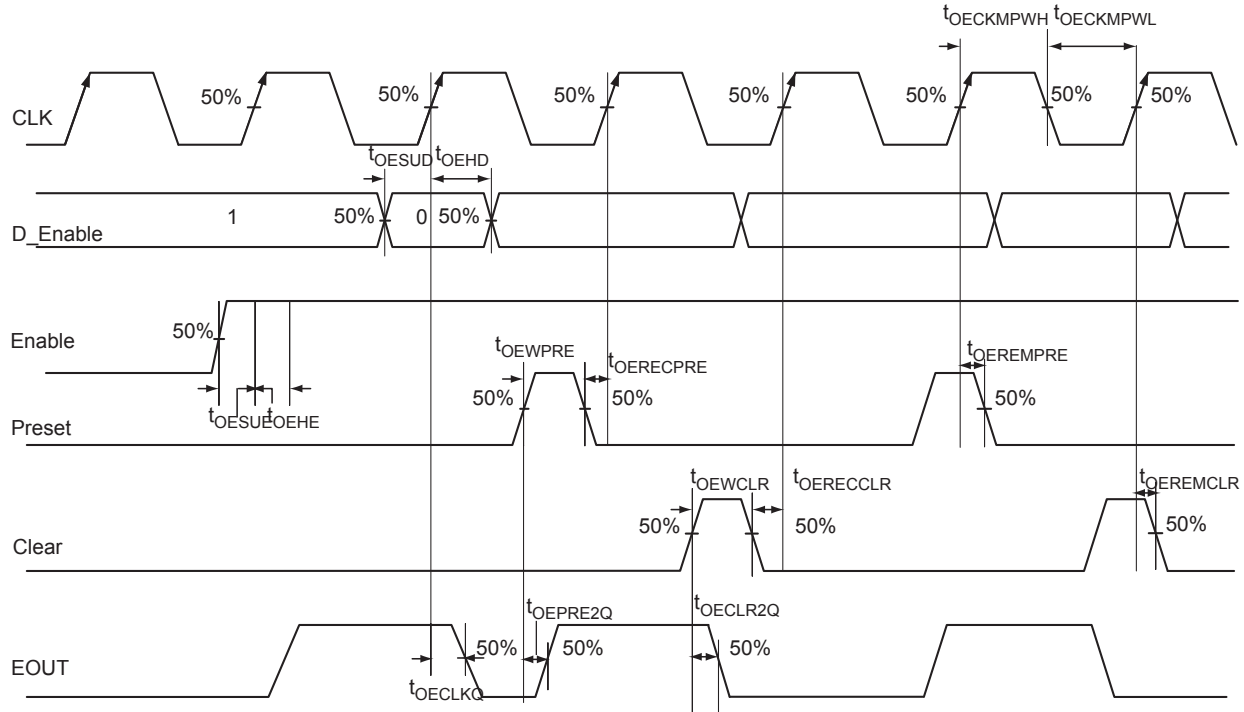 tOECKMPWH tOECKMPWL
50% 50% 50% 50% 50% 50% 50%
CLK
tOESUD tOEHD
1 50% 0 50%
D_Enable
50%
Enable
tOESUE tOEHE
tOEWPRE tOERECPRE tOEREMPRE
50% 50% 50%
Preset
tOEWCLR tOERECCLR tOEREMCLR
50% 50% 50%
Clear
tOEPRE2Q tOECLR2Q
50% 50% 50%
EOUT
tOECLKQ